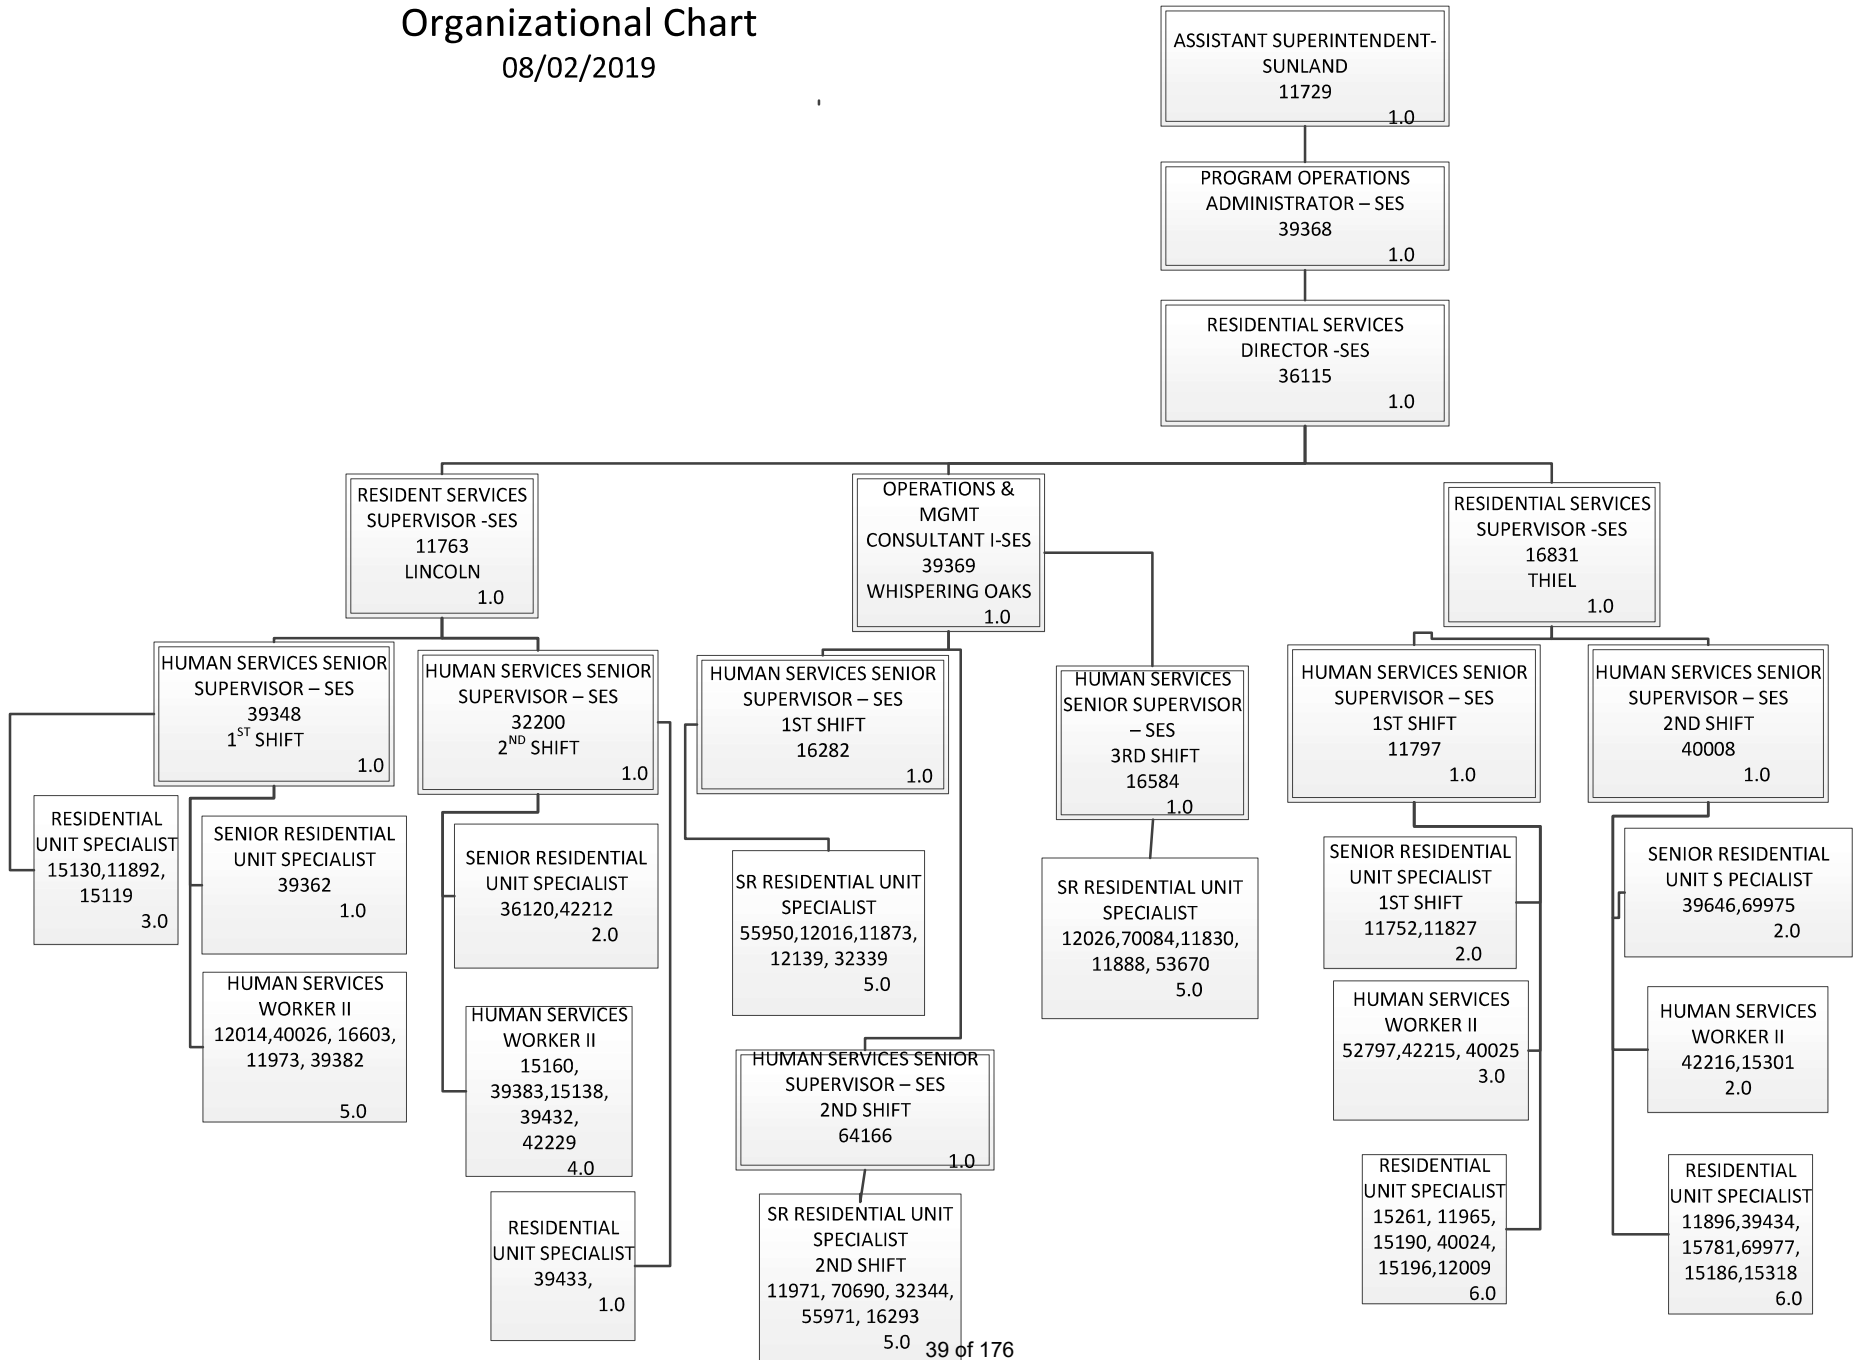 Organizational Chart
08/02/2019
ASSISTANT SUPERINTENDENT-
SUNLAND
11729
1.0
PROGRAM OPERATIONS
ADMINISTRATOR – SES
39368
1.0
RESIDENTIAL SERVICES
DIRECTOR -SES
36115
1.0
RESIDENT SERVICES
SUPERVISOR -SES
11763
LINCOLN
1.0
OPERATIONS &
MGMT
CONSULTANT I-SES
39369
WHISPERING OAKS
1.0
RESIDENTIAL SERVICES
SUPERVISOR -SES
16831
THIEL
1.0
HUMAN SERVICES SENIOR
SUPERVISOR – SES
39348
1ST SHIFT
1.0
HUMAN SERVICES SENIOR
SUPERVISOR – SES
32200
2ND SHIFT
1.0
HUMAN SERVICES SENIOR
SUPERVISOR – SES
1ST SHIFT
16282
1.0
HUMAN SERVICES
SENIOR SUPERVISOR
– SES
3RD SHIFT
16584
1.0
HUMAN SERVICES SENIOR
SUPERVISOR – SES
1ST SHIFT
11797
1.0
HUMAN SERVICES SENIOR
SUPERVISOR – SES
2ND SHIFT
40008
1.0
RESIDENTIAL
UNIT SPECIALIST
15130,11892,
15119
3.0
SENIOR RESIDENTIAL
UNIT SPECIALIST
39362
1.0
SENIOR RESIDENTIAL
UNIT SPECIALIST
36120,42212
2.0
SR RESIDENTIAL UNIT
SPECIALIST
55950,12016,11873,
12139, 32339
5.0
SR RESIDENTIAL UNIT
SPECIALIST
12026,70084,11830,
11888, 53670
5.0
SENIOR RESIDENTIAL
UNIT SPECIALIST
1ST SHIFT
11752,11827
2.0
SENIOR RESIDENTIAL
UNIT S PECIALIST
39646,69975
2.0
HUMAN SERVICES
WORKER II
12014,40026, 16603,
11973, 39382
5.0
HUMAN SERVICES
WORKER II
15160,
39383,15138,
39432,
42229
4.0
HUMAN SERVICES SENIOR
SUPERVISOR – SES
2ND SHIFT
64166
1.0
HUMAN SERVICES
WORKER II
52797,42215, 40025
3.0
HUMAN SERVICES
WORKER II
42216,15301
2.0
RESIDENTIAL
UNIT SPECIALIST
39433,
1.0
SR RESIDENTIAL UNIT
SPECIALIST
2ND SHIFT
11971, 70690, 32344,
55971, 16293
5.0
RESIDENTIAL
UNIT SPECIALIST
15261, 11965,
15190, 40024,
15196,12009
6.0
RESIDENTIAL
UNIT SPECIALIST
11896,39434,
15781,69977,
15186,15318
6.0
39 of 176